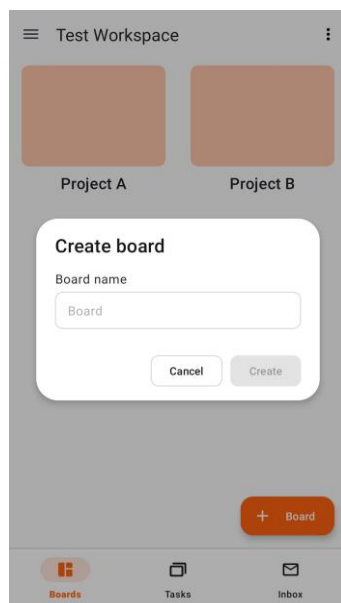 Test Workspace
Project A
Project B
Create board
Board name
Board
Cancel
Create
+ Board
Boards
Tasks
Inbox